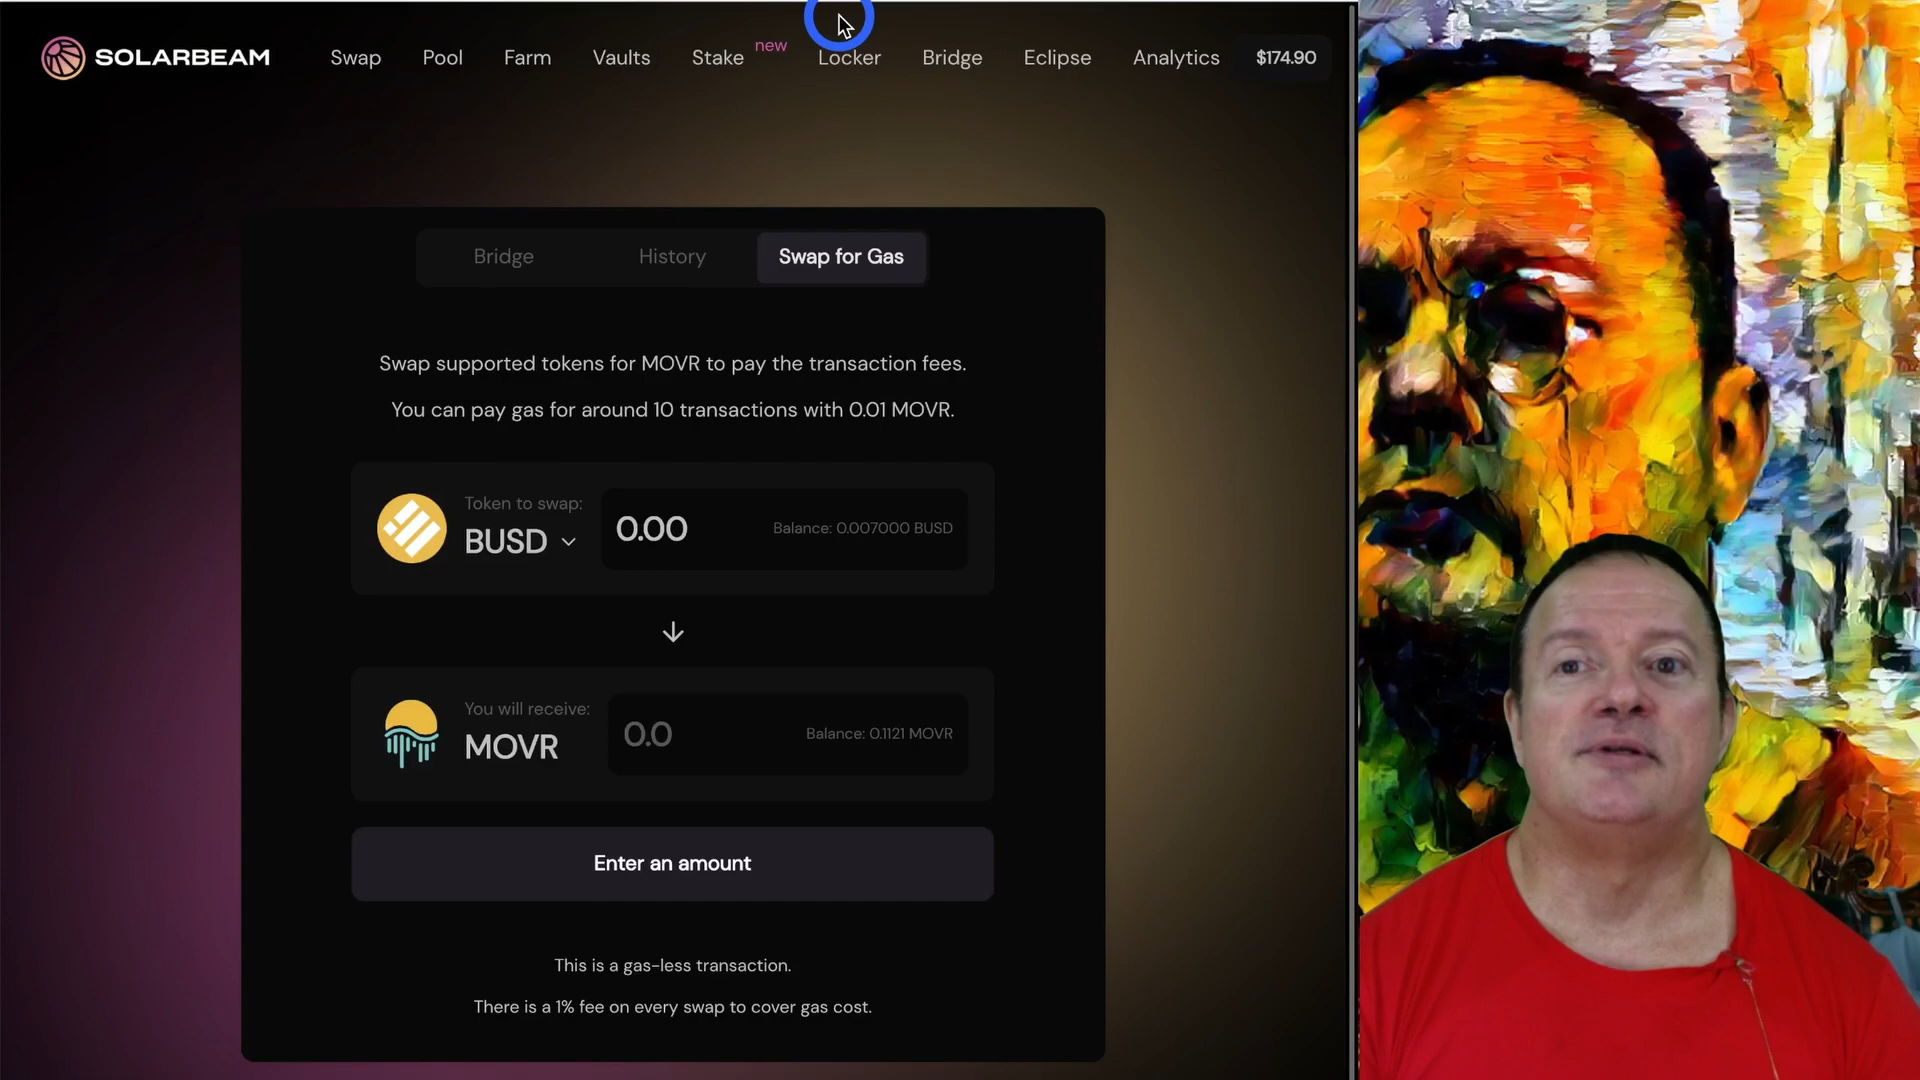 SOLARBEAM
Swap
Pool
Farm
Vaults
Stake
new
Locker
Bridge
Eclipse
Analytics
$174.90
Bridge
History
Swap for Gas
Swap supported tokens for MOVR to pay the transaction fees.
You can pay gas for around 10 transactions with 0.01 MOVR.
Token to swap:
BUSD
0.00
Balance: 0.007000 BUSD
You will receive:
MOVR
0.0
Balance: 0.1121 MOVR
Enter an amount
This is a gas-less transaction.
There is a 1% fee on every swap to cover gas cost.